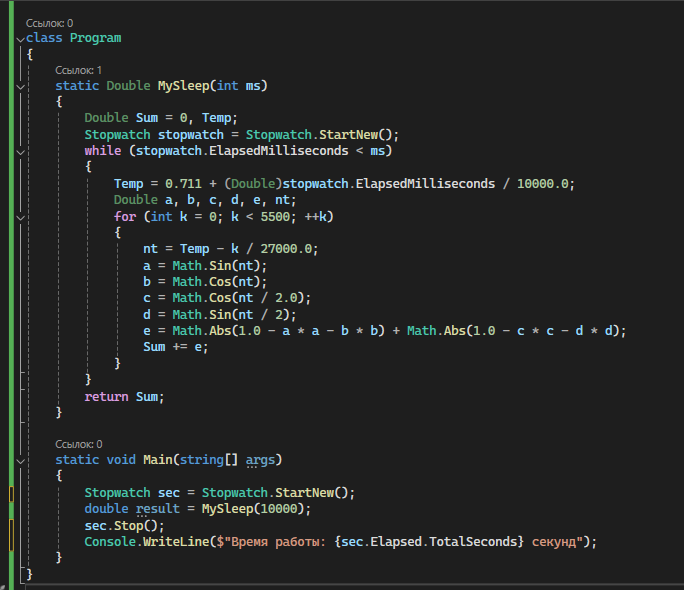 Ссылок: 0
class Program
{
Ссылок: 1
static Double MySleep(int ms)
{
Double Sum = 0, Temp;
Stopwatch stopwatch = Stopwatch.StartNew();
while (stopwatch.ElapsedMilliseconds < ms)
{
Temp = 0.711 + (Double)stopwatch.ElapsedMilliseconds / 10000.0;
Double a, b, c, d, e, nt;
for (int k = 0; k < 5500; ++k)
{
nt = Temp - k / 27000.0;
a = Math.Sin(nt);
b = Math.Cos(nt);
c = Math.Cos(nt / 2.0);
d = Math.Sin(nt / 2);
e = Math.Abs(1.0 - a * a - b * b) + Math.Abs(1.0 - c * c - d * d);
Sum += e;
}
}
return Sum;
}
Ссылок: 0
static void Main(string[] args)
{
Stopwatch sec = Stopwatch.StartNew();
double result = MySleep(10000);
sec.Stop();
Console.WriteLine($"Время работы: {sec.Elapsed.TotalSeconds} секунд");
}
}